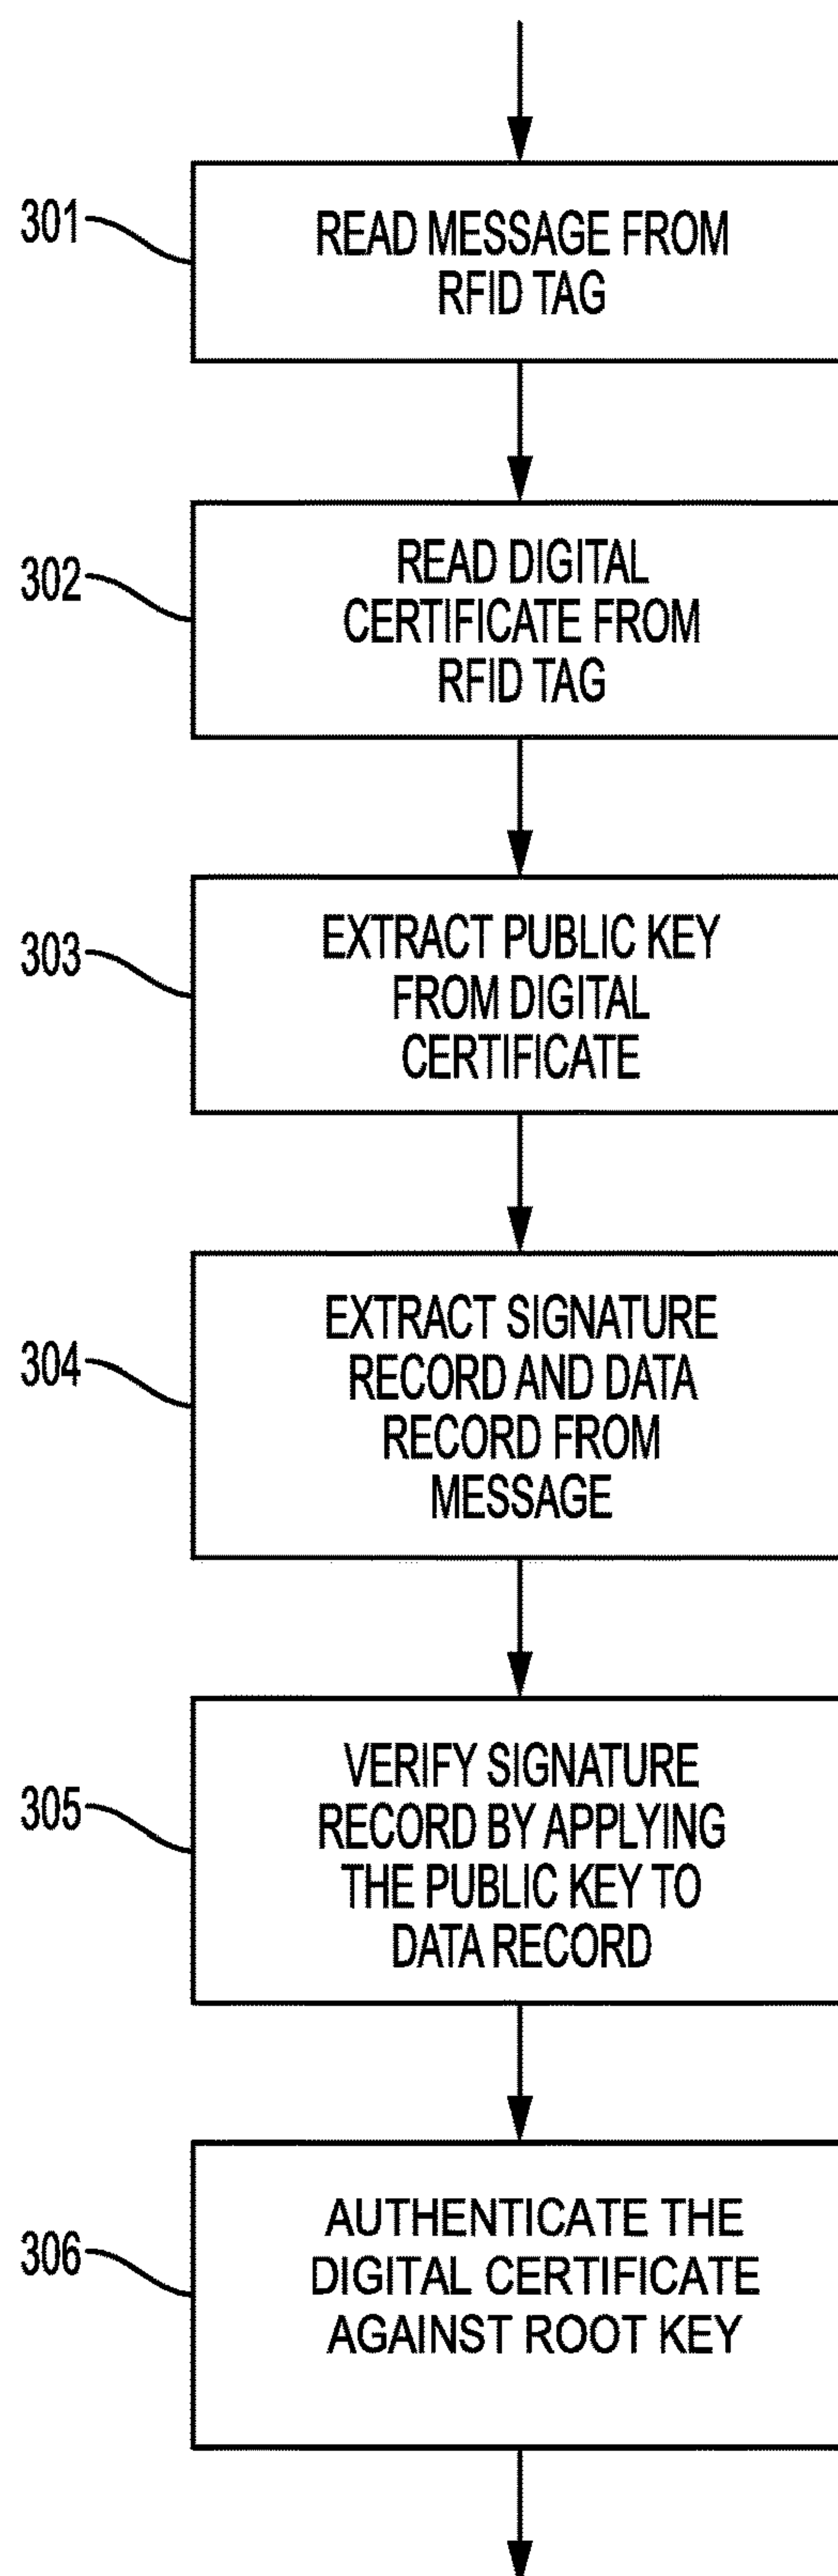 301
READ MESSAGE FROM
RFID TAG
302
READ DIGITAL
CERTIFICATE FROM
RFID TAG
303
EXTRACT PUBLIC KEY
FROM DIGITAL
CERTIFICATE
304
EXTRACT SIGNATURE
RECORD AND DATA
RECORD FROM
MESSAGE
305
VERIFY SIGNATURE
RECORD BY APPLYING
THE PUBLIC KEY TO
DATA RECORD
306
AUTHENTICATE THE
DIGITAL CERTIFICATE
AGAINST ROOT KEY